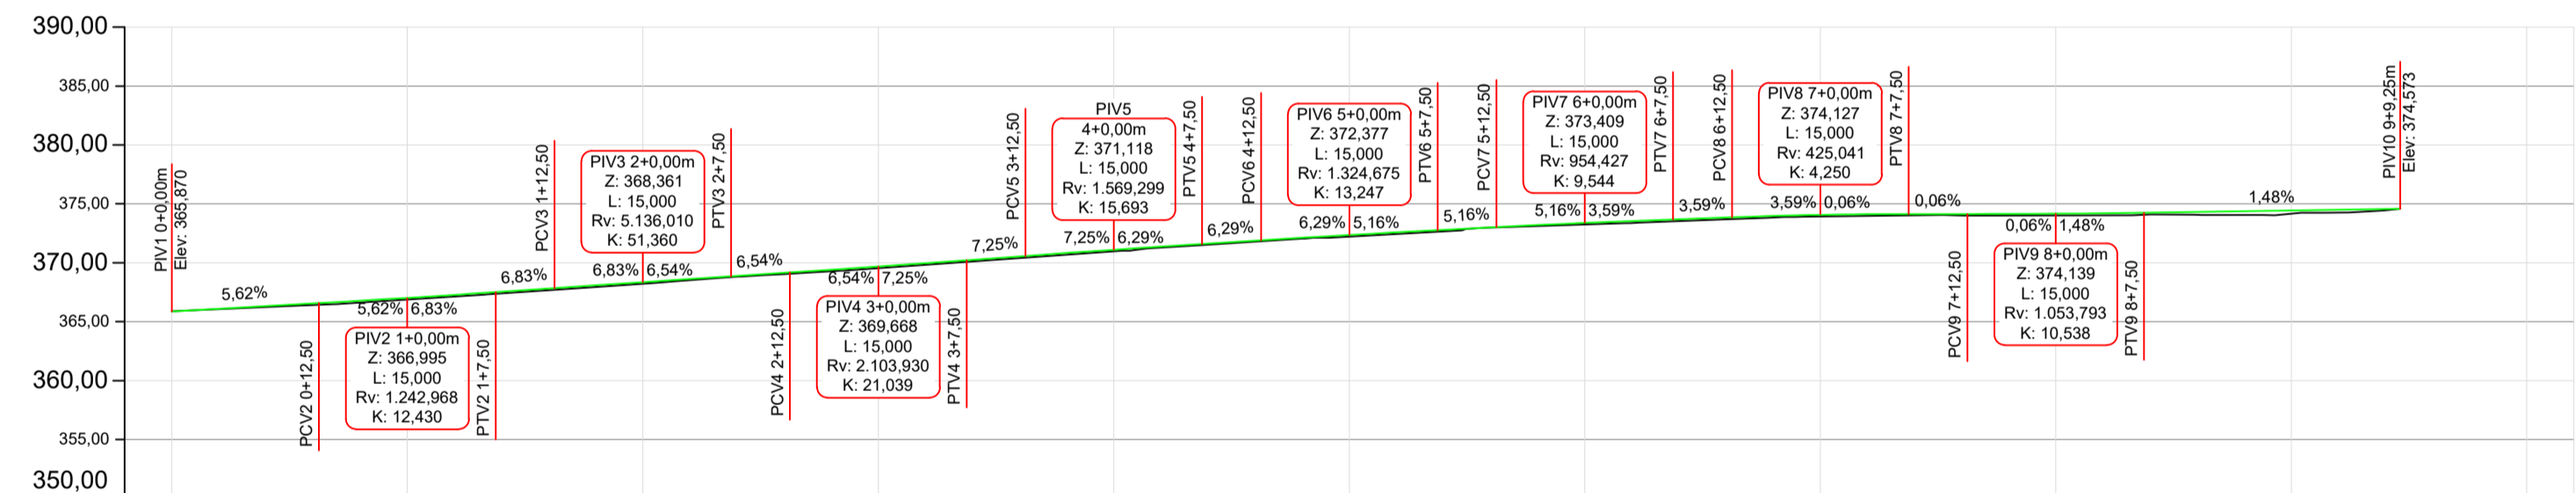 390,00
385,00
380,00
375,00
370,00
365,00
360,00
355,00
350,00
PIV1 0+0,00m
Elev: 365,870
5,62%
PCV2 0+12,50
5,62%
6,83%
PIV2 1+0,00m
Z: 366,995
L: 15,000
Rv: 1.242,968
K: 12,430
PTV2 1+7,50
6,83%
PCV3 1+12,50
PIV3 2+0,00m
Z: 368,361
L: 15,000
Rv: 5.136,010
K: 51,360
6,83%
6,54%
PTV3 2+7,50
6,54%
PCV4 2+12,50
6,54%
7,25%
PIV4 3+0,00m
Z: 369,668
L: 15,000
Rv: 2.103,930
K: 21,039
PTV4 3+7,50
7,25%
PCV5 3+12,50
PIV5
4+0,00m
Z: 371,118
L: 15,000
Rv: 1.569,299
K: 15,693
7,25%
6,29%
PTV5 4+7,50
6,29%
PCV6 4+12,50
PIV6 5+0,00m
Z: 372,377
L: 15,000
Rv: 1.324,675
K: 13,247
6,29%
5,16%
PTV6 5+7,50
5,16%
PCV7 5+12,50
PIV7 6+0,00m
Z: 373,409
L: 15,000
Rv: 954,427
K: 9,544
5,16%
3,59%
PTV7 6+7,50
3,59%
PCV8 6+12,50
PIV8 7+0,00m
Z: 374,127
L: 15,000
Rv: 425,041
K: 4,250
3,59%
0,06%
PTV8 7+7,50
0,06%
PCV9 7+12,50
0,06%
1,48%
PIV9 8+0,00m
Z: 374,139
L: 15,000
Rv: 1.053,793
K: 10,538
PTV9 8+7,50
1,48%
PIV10 9+9,25m
Elev: 374,573